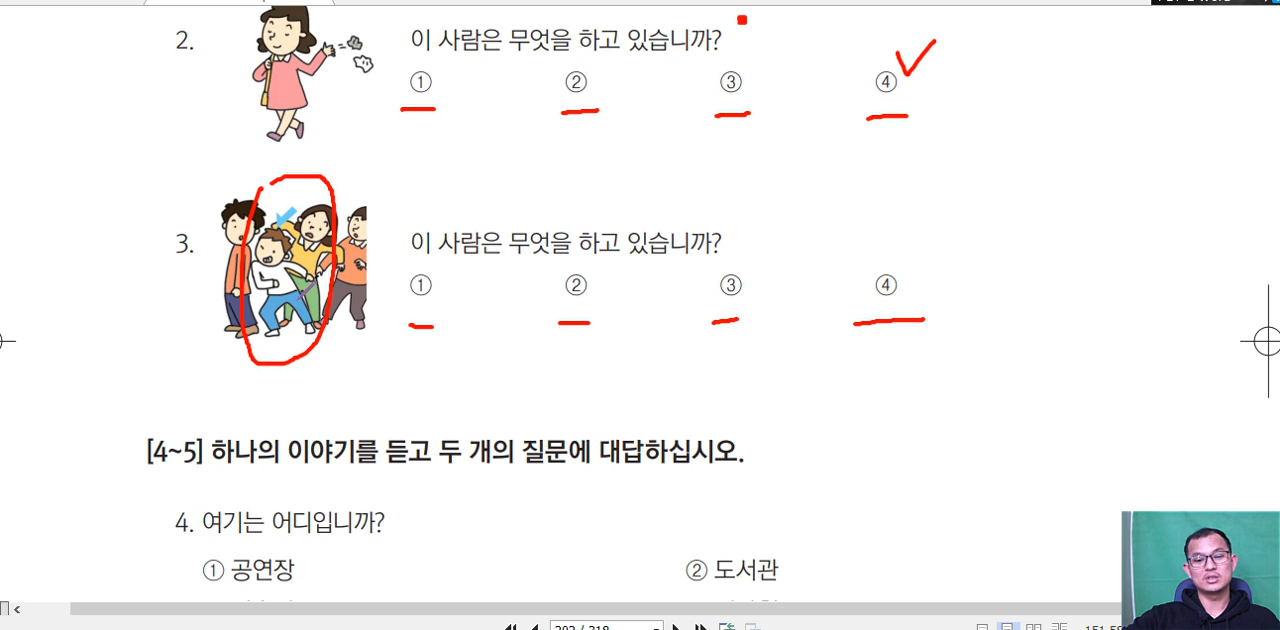 2. 이 사람은 무엇을 하고 있습니까?
① ② ③ ④
3. 이 사람은 무엇을 하고 있습니까?
① ② ③ ④
[4~5] 하나의 이야기를 듣고 두 개의 질문에 대답하십시오.
4. 여기는 어디입니까?
① 공연장 ② 도서관